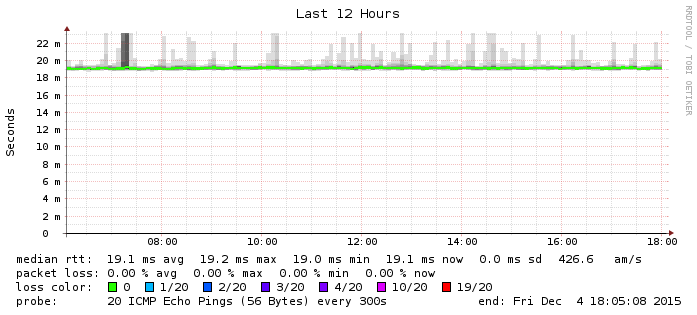 Last 12 Hours
RRDTOOL / TOBI OETIKER
Seconds
22 m
20 m
18 m
16 m
14 m
12 m
10 m
8 m
6 m
4 m
2 m
0
08:00 10:00 12:00 14:00 16:00 18:00
median rtt: 19.1 ms avg 19.2 ms max 19.0 ms min 19.1 ms now 0.0 ms sd 426.6 am/s
packet loss: 0.00 % avg 0.00 % max 0.00 % min 0.00 % now
loss color: 0 1/20 2/20 3/20 4/20 10/20 19/20
probe: 20 ICMP Echo Pings (56 Bytes) every 300s end: Fri Dec 4 18:05:08 2015